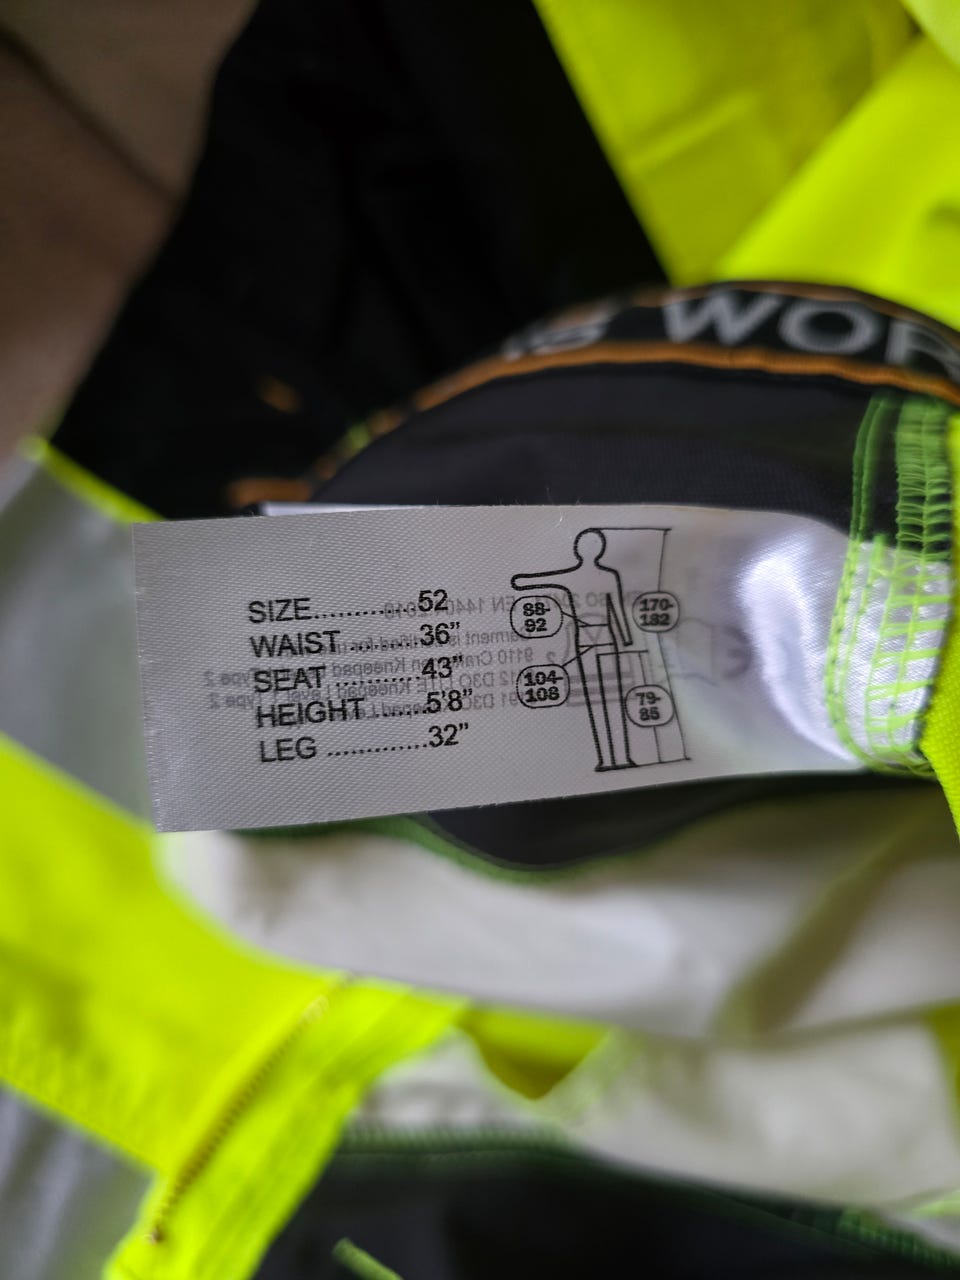 WOR
SIZE............52
WAIST ..........36”
SEAT ...........43”
HEIGHT .......5'8”
LEG .............32”
88-
92
170-
182
104-
108
79-
85